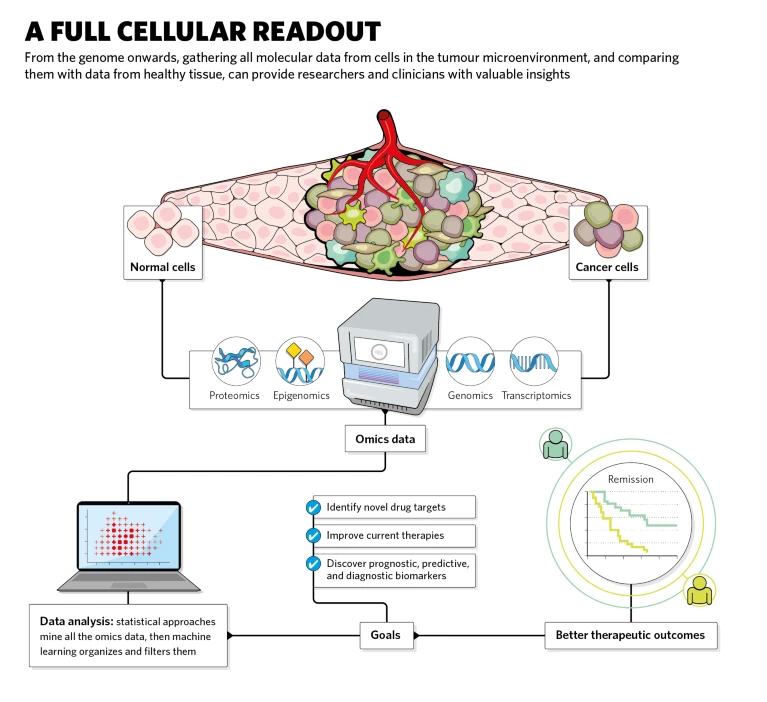 A FULL CELLULAR READOUT
From the genome onwards, gathering all molecular data from cells in the tumour microenvironment, and comparing
them with data from healthy tissue, can provide researchers and clinicians with valuable insights
Normal cells
Cancer cells
Proteomics
Epigenomics
Genomics
Transcriptomics
Omics data
Identify novel drug targets
Improve current therapies
Discover prognostic, predictive,
and diagnostic biomarkers
Remission
Data analysis: statistical approaches
mine all the omics data, then machine
learning organizes and filters them
Goals
Better therapeutic outcomes